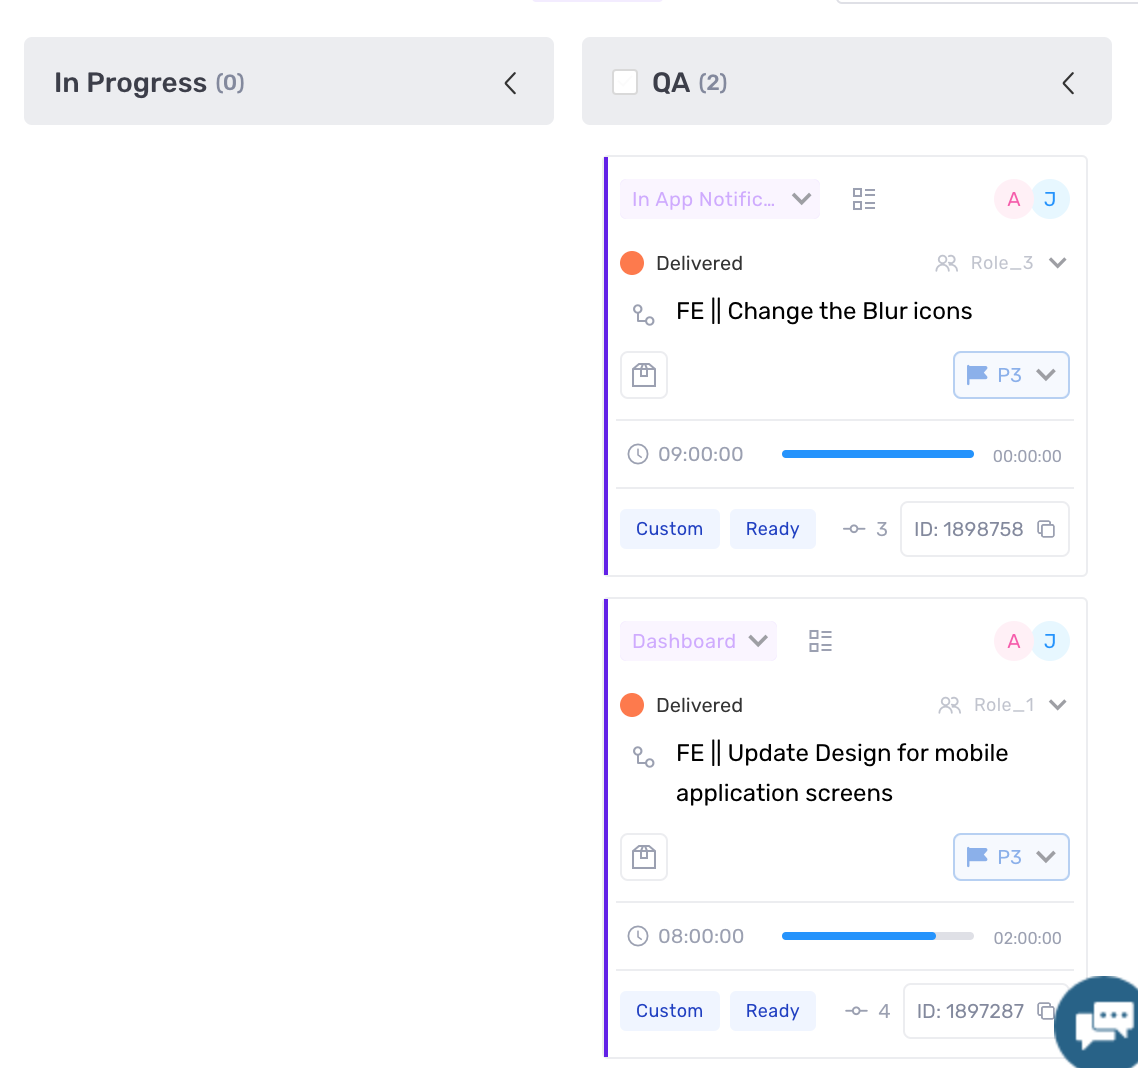 In Progress (0)
QA (2)
In App Notific...
A J
Delivered
Role_3
FE || Change the Blur icons
P3
09:00:00
00:00:00
Custom Ready 3 ID: 1898758
Dashboard
A J
Delivered
Role_1
FE || Update Design for mobile
application screens
P3
08:00:00
02:00:00
Custom Ready 4 ID: 1897287